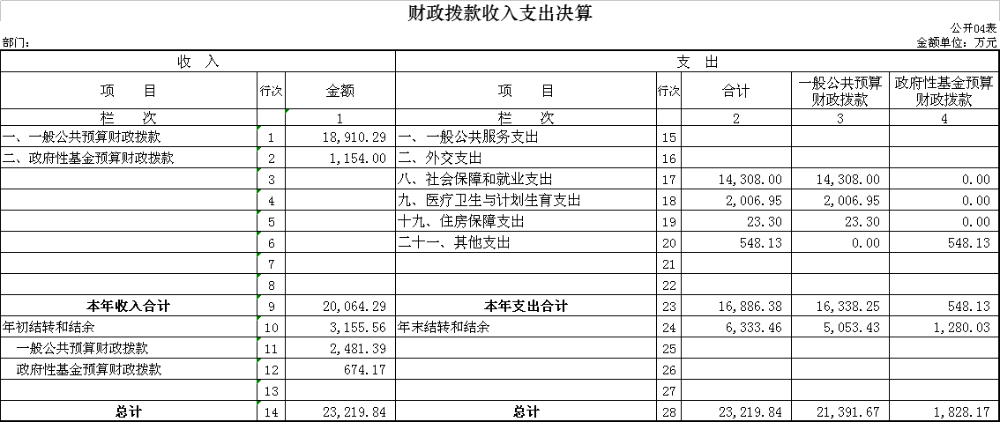 财政拨款收入支出决算
公开04表
部门： 金额单位：万元
收 入 支 出
项 目 行次 金额 项 目 行次 合计 一般公共预算财政拨款 政府性基金预算财政拨款
栏 次 1 栏 次 2 3 4
一、一般公共预算财政拨款 1 18,910.29 一、一般公共服务支出 15
二、政府性基金预算财政拨款 2 1,154.00 二、外交支出 16
3 八、社会保障和就业支出 17 14,308.00 14,308.00 0.00
4 九、医疗卫生与计划生育支出 18 2,006.95 2,006.95 0.00
5 十九、住房保障支出 19 23.30 23.30 0.00
6 二十一、其他支出 20 548.13 0.00 548.13
7 21
8 22
本年收入合计 9 20,064.29 本年支出合计 23 16,886.38 16,338.25 548.13
年初结转和结余 10 3,155.56 年末结转和结余 24 6,333.46 5,053.43 1,280.03
一般公共预算财政拨款 11 2,481.39 25
政府性基金预算财政拨款 12 674.17 26
13 27
总计 14 23,219.84 总计 28 23,219.84 21,391.67 1,828.17